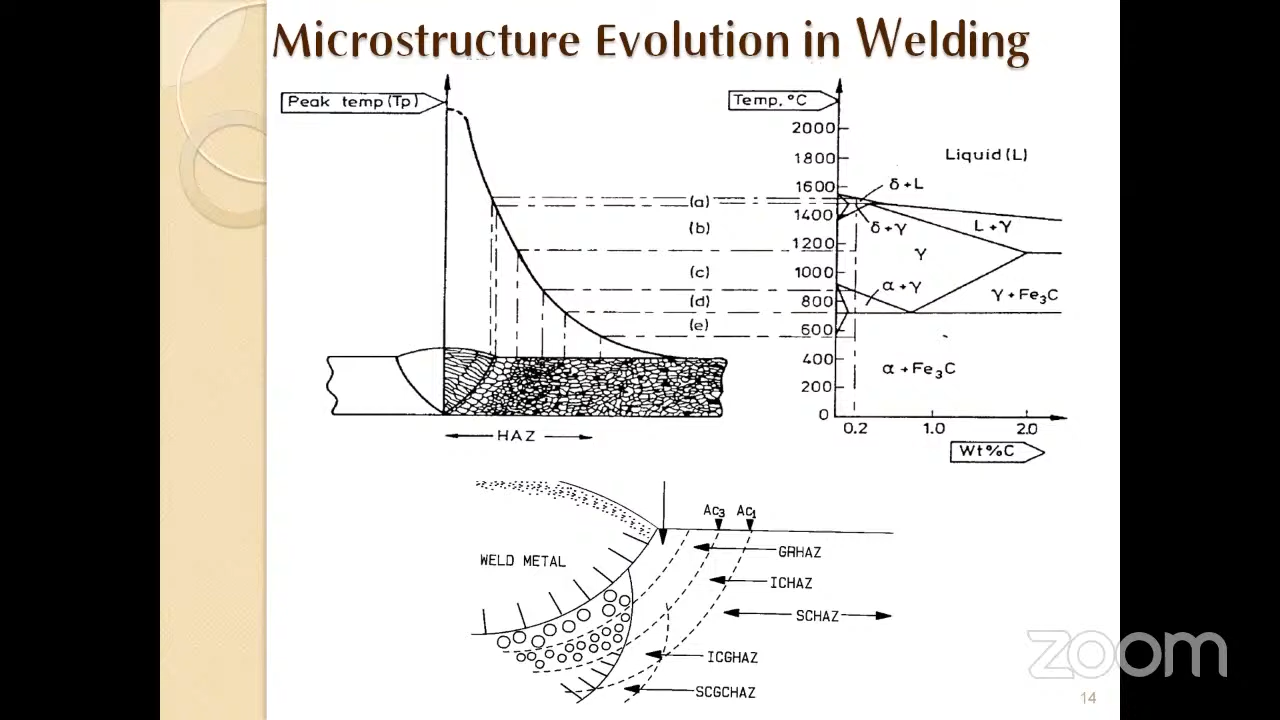 Microstructure Evolution in Welding
Peak temp (Tp)
(a)
(b)
(c)
(d)
(e)
HAZ
Temp, °C
2000
1800
1600
1400
1200
1000
800
600
400
200
0
Liquid (L)
δ+L
δ+γ
L+γ
γ
α+γ
γ+Fe₃C
α+Fe₃C
0.2
1.0
2.0
Wt%C
Ac₃
Ac₁
WELD METAL
GRHAZ
ICHAZ
SCHAZ
ICGHAZ
SCGCHAZ
zoom
14